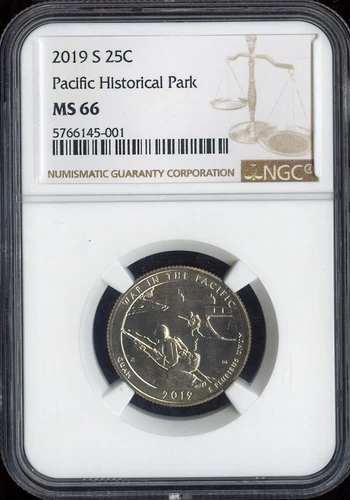 2019 S 25C
Pacific Historical Park
MS 66
5766145-001
NUMISMATIC GUARANTY CORPORATION
NGC
WAR IN THE PACIFIC
GUAM
E PLURIBUS UNUM
2019